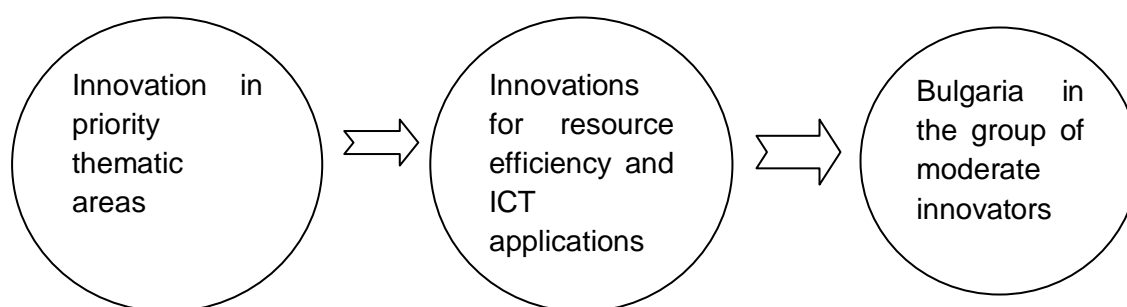 Innovation in
priority
thematic
areas
Innovations
for resource
efficiency and
ICT
applications
Bulgaria in
the group of
moderate
innovators